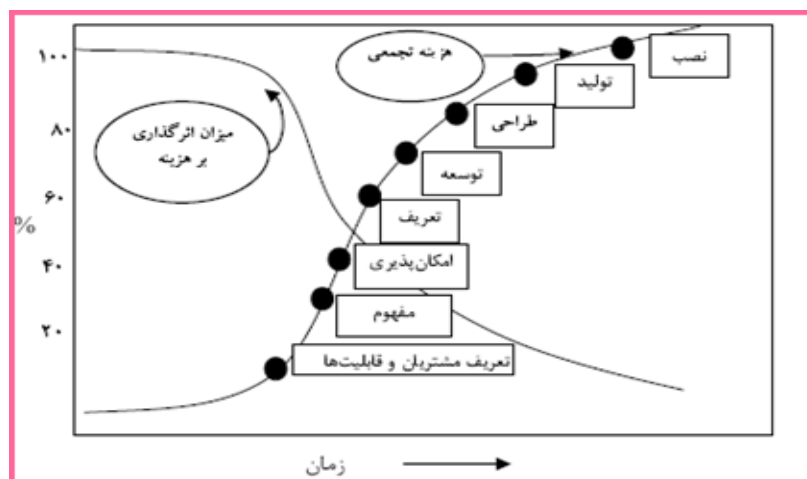 ۱۰۰
۸۰
۶۰
%
۴۰
۲۰
هزینه تجمعی
میزان اثرگذاری
بر هزینه
نصب
تولید
طراحی
توسعه
تعریف
امکان‌پذیری
مفهوم
تعریف مشتریان و قابلیت‌ها
زمان